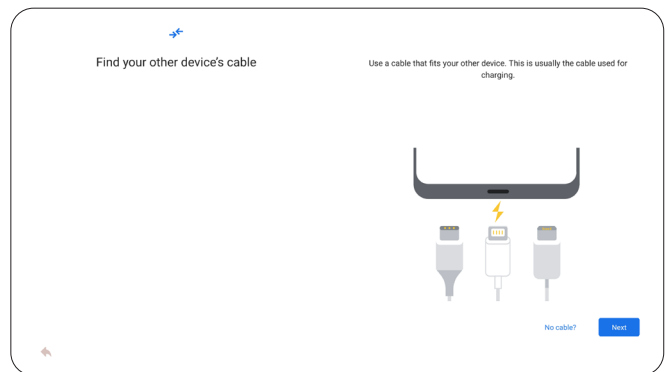 Find your other device’s cable
Use a cable that fits your other device. This is usually the cable used for
charging.
No cable?
Next